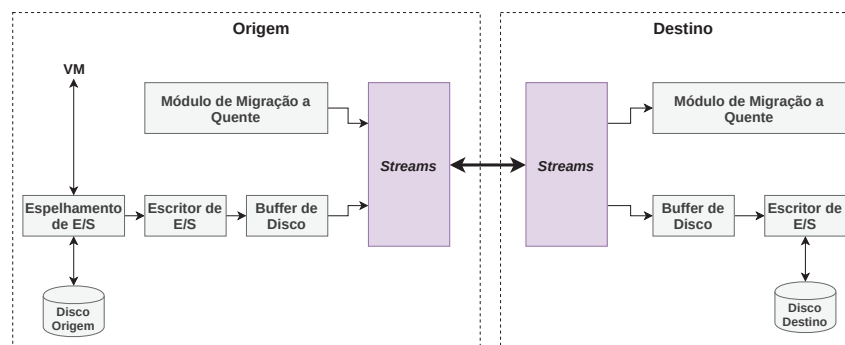 Origem
Destino
VM
Módulo de Migração a
Quente
Streams
Espelhamento
de E/S
Escritor de
E/S
Buffer de
Disco
Disco
Origem
Streams
Módulo de Migração a
Quente
Buffer de
Disco
Escritor de
E/S
Disco
Destino